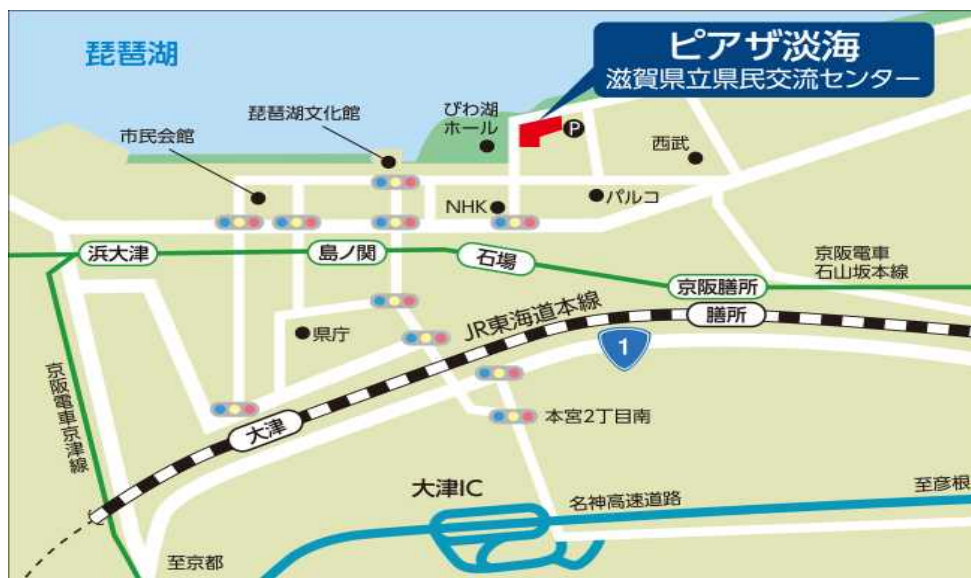 琵琶湖
ピアザ淡海
滋賀県立県民交流センター
市民会館
琵琶湖文化館
びわ湖
ホール
P
西武
NHK
パルコ
浜大津
島ノ関
石場
京阪電車
石山坂本線
京阪膳所
県庁
JR東海道本線
膳所
1
京阪電車京津線
大津
本宮2丁目南
大津IC
名神高速道路
至彦根
至京都